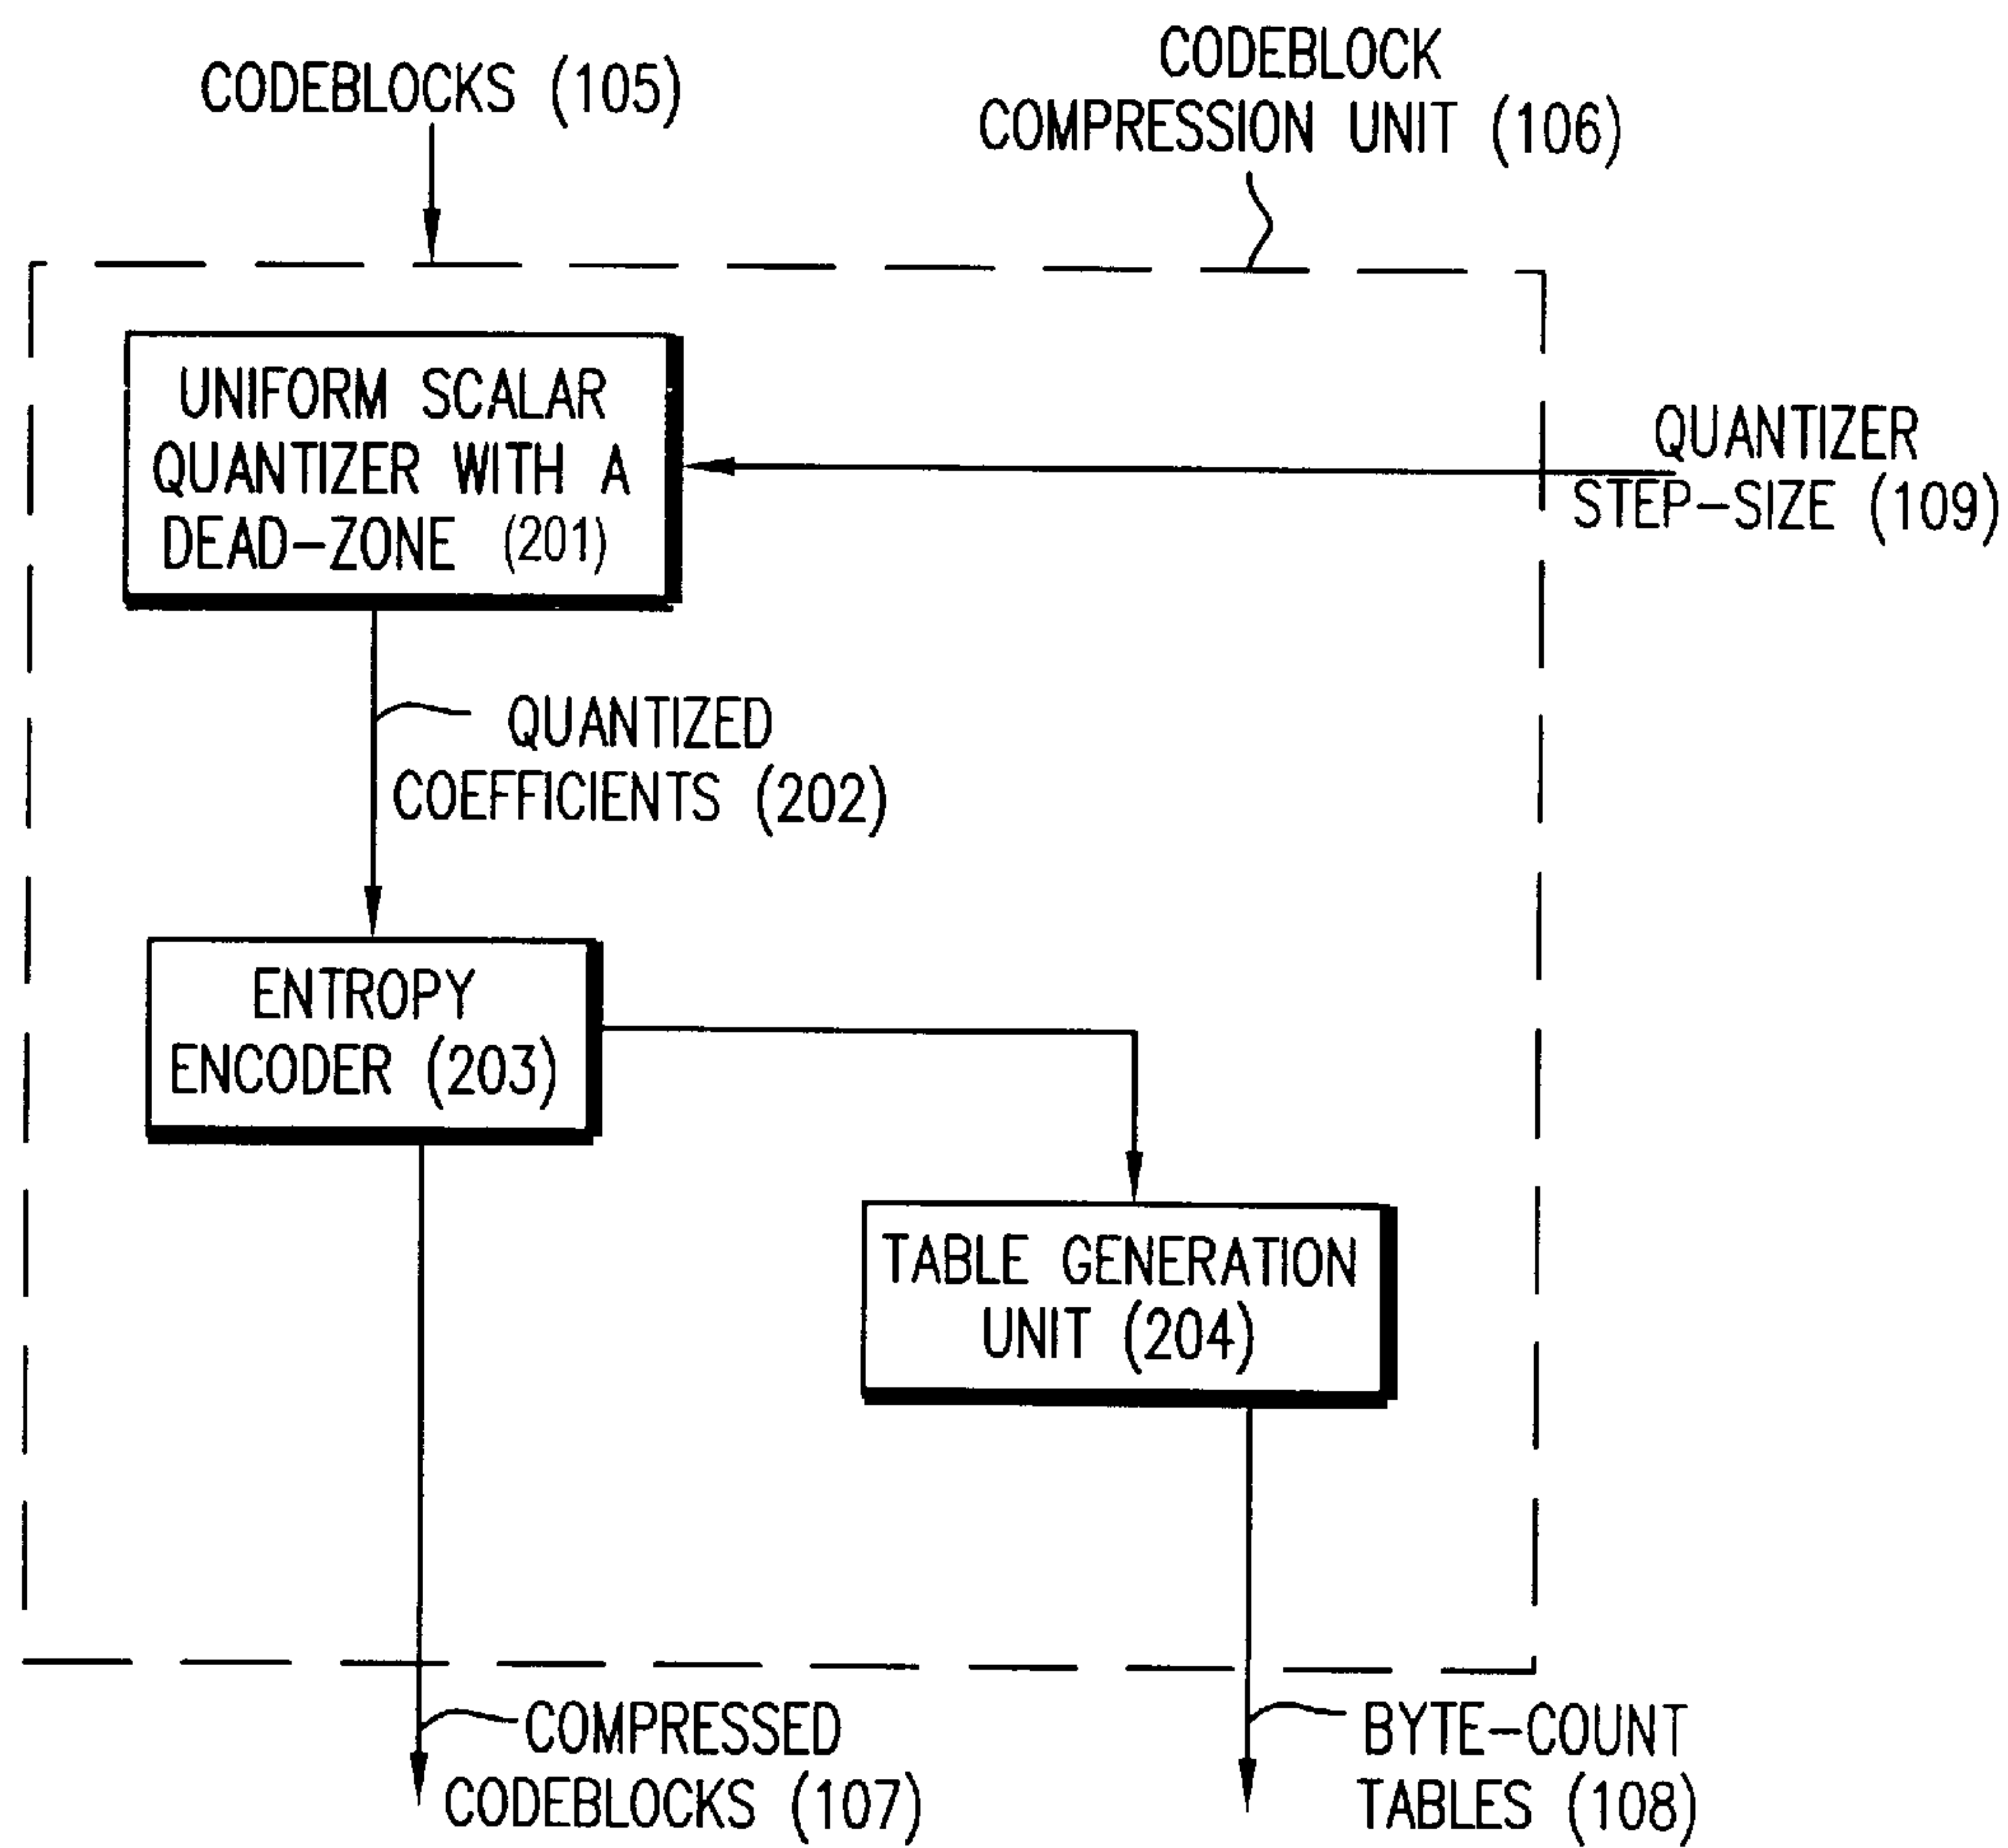 CODEBLOCKS (105)
CODEBLOCK
COMPRESSION UNIT (106)
UNIFORM SCALAR
QUANTIZER WITH A
DEAD-ZONE (201)
QUANTIZER
STEP-SIZE (109)
QUANTIZED
COEFFICIENTS (202)
ENTROPY
ENCODER (203)
TABLE GENERATION
UNIT (204)
COMPRESSED
CODEBLOCKS (107)
BYTE-COUNT
TABLES (108)